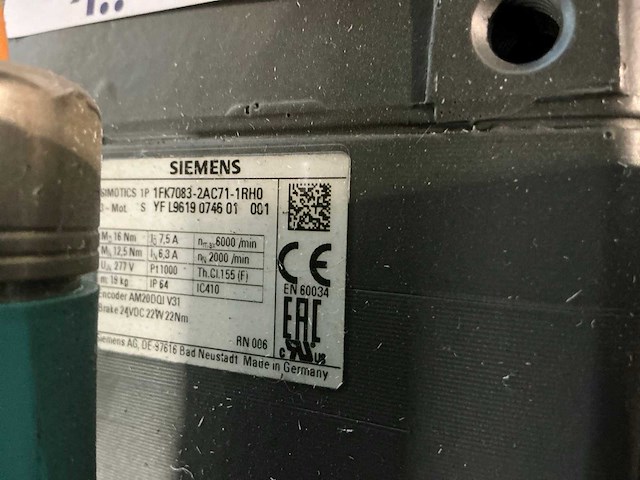 SIEMENS
SIMOTICS 1P 1FK7083-2AC71-1RH0
3~Mot. S YF L9619 0746 01 001
M₀ 16 Nm I₀ 7,5 A nmax 6000 /min
Mₙ 12,5 Nm Iₙ 6,3 A nₙ 2000 /min
Uᵢₙ 277 V Pt1000 Th.Cl.155 (F)
m: 19 kg IP 64 IC410
Encoder AM20DQI V31
Brake 24VDC 22W 22Nm
RN 006
Siemens AG, DE-97616 Bad Neustadt Made in Germany
CE
EN 60034
EAC
c RU us